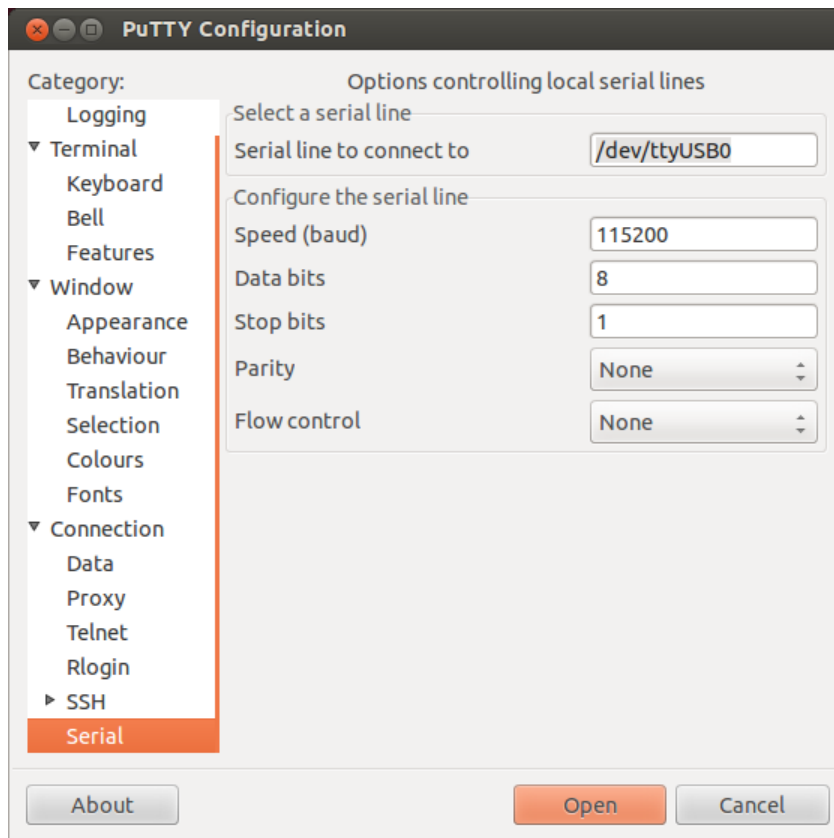 PuTTY Configuration
Category:
Options controlling local serial lines
Logging
Terminal
Keyboard
Bell
Features
Window
Appearance
Behaviour
Translation
Selection
Colours
Fonts
Connection
Data
Proxy
Telnet
Rlogin
SSH
Serial
Select a serial line
Serial line to connect to /dev/ttyUSB0
Configure the serial line
Speed (baud) 115200
Data bits 8
Stop bits 1
Parity None
Flow control None
About Open Cancel